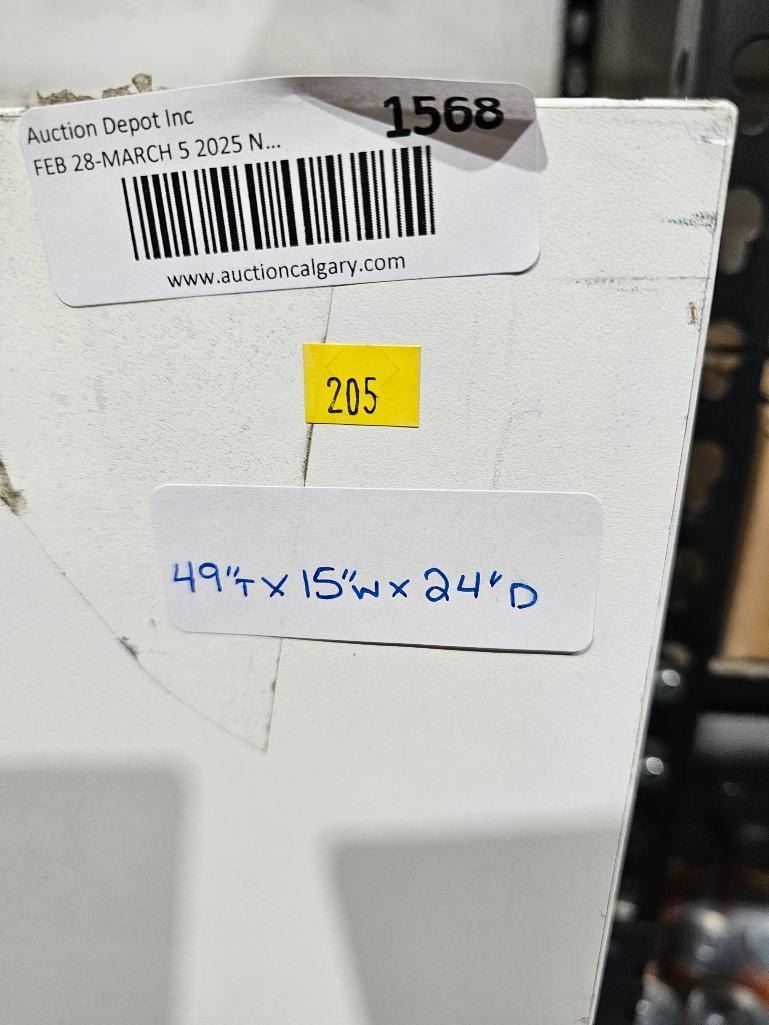 Auction Depot Inc
1568
FEB 28-MARCH 5 2025 N...
www.auctioncalgary.com
205
49"T X 15"W X 24"D